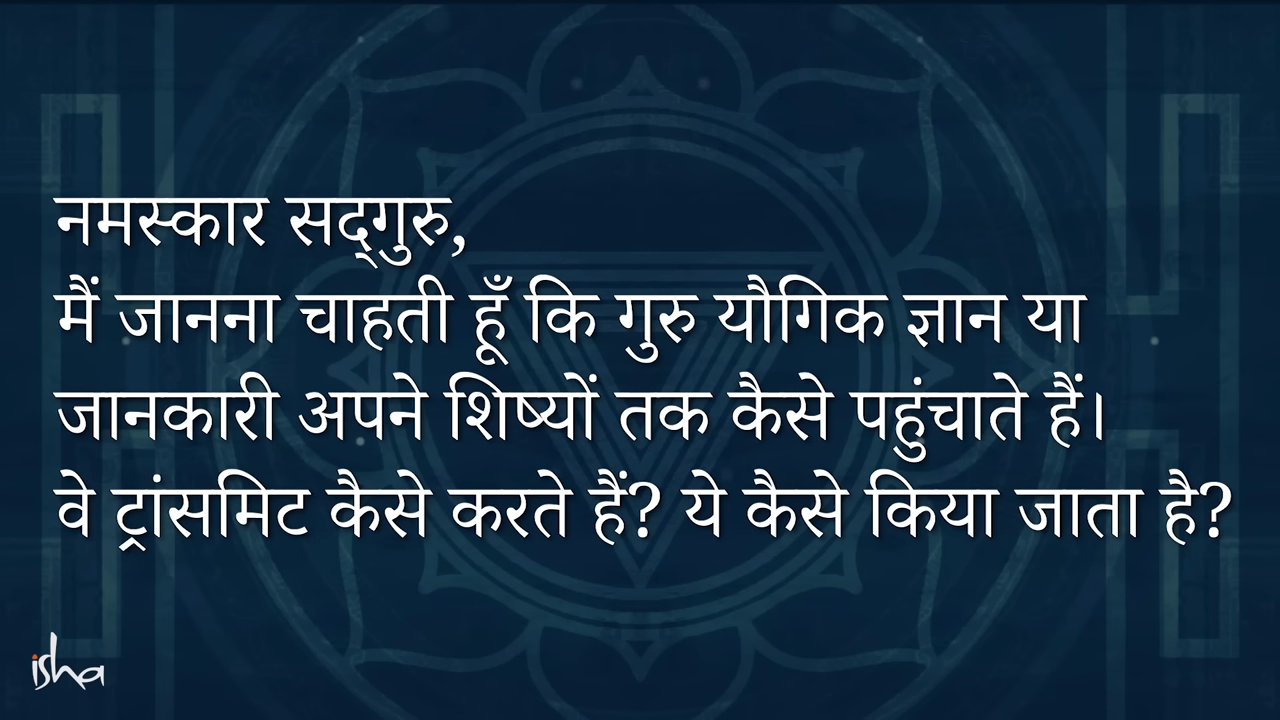 नमस्कार सद्‌गुरु,
मैं जानना चाहती हूँ कि गुरु यौगिक ज्ञान या
जानकारी अपने शिष्यों तक कैसे पहुंचाते हैं।
वे ट्रांसमिट कैसे करते हैं? ये कैसे किया जाता है?
isha